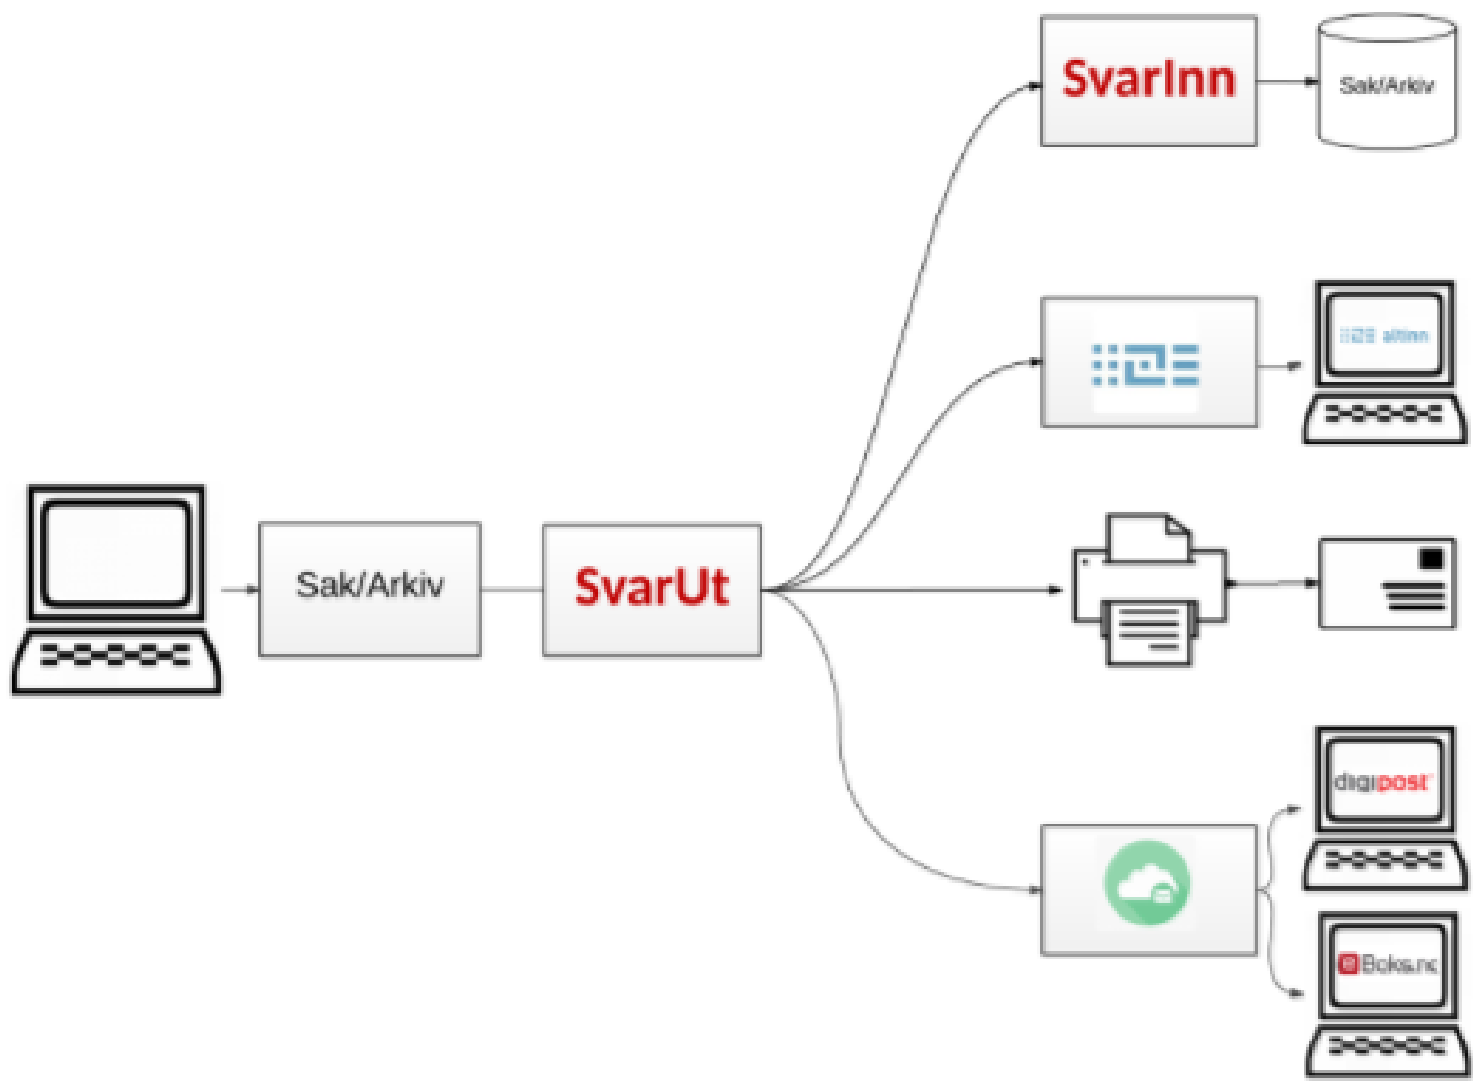 SvarInn
Sak/Arkiv
altinn
Sak/Arkiv
SvarUt
digipost
eBoks.no